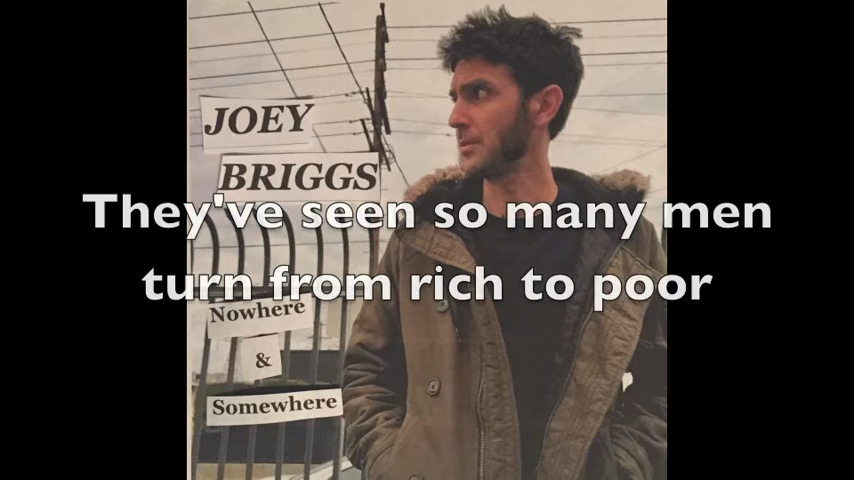 JOEY
BRIGGS
They've seen so many men
turn from rich to poor
Nowhere
&
Somewhere